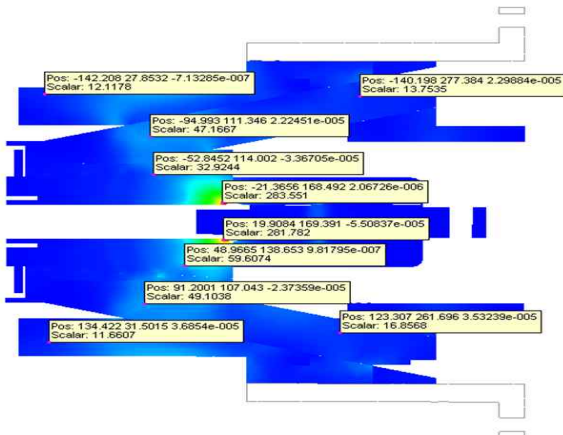 Pos: -142.208 27.8532 -7.13285e-007
Scalar: 12.1178
Pos: -140.198 277.384 2.29884e-005
Scalar: 13.7535
Pos: -94.993 111.346 2.22451e-005
Scalar: 47.1667
Pos: -52.8452 114.002 -3.36705e-005
Scalar: 32.9244
Pos: -21.3656 168.492 2.06726e-006
Scalar: 283.551
Pos: 19.9084 169.391 -5.50837e-005
Scalar: 281.782
Pos: 48.9665 138.653 9.81795e-007
Scalar: 59.6074
Pos: 91.2001 107.043 -2.37359e-005
Scalar: 49.1038
Pos: 123.307 261.696 3.53239e-005
Scalar: 16.8568
Pos: 134.422 31.5015 3.6854e-005
Scalar: 11.6607